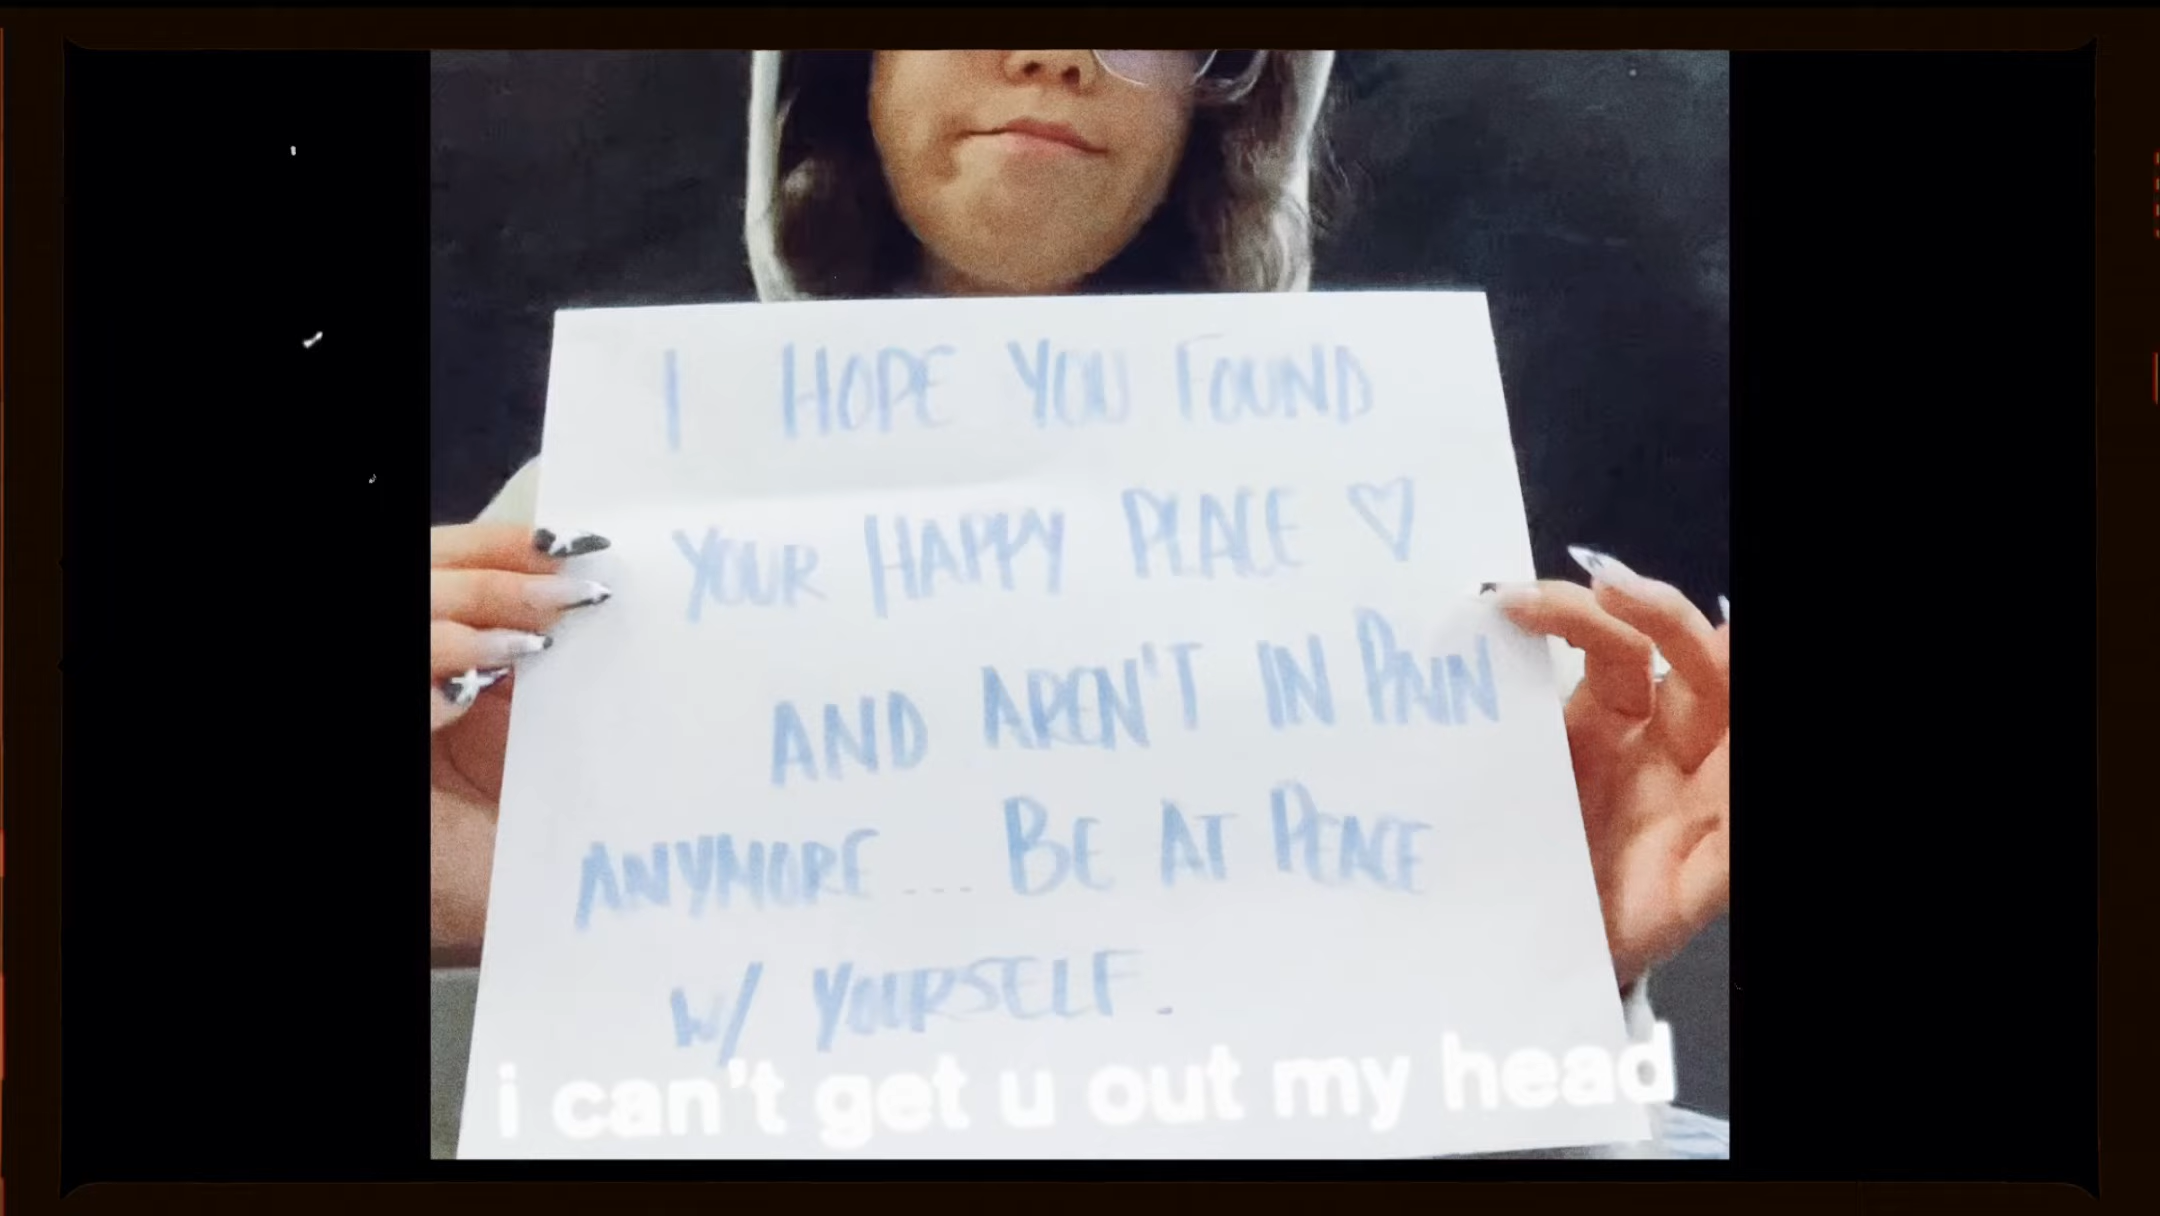 I HOPE YOU FOUND
YOUR HAPPY PLACE ♡
AND AREN'T IN PAIN
ANYMORE ... BE AT PEACE
W/ YOURSELF.
i can't get u out my head